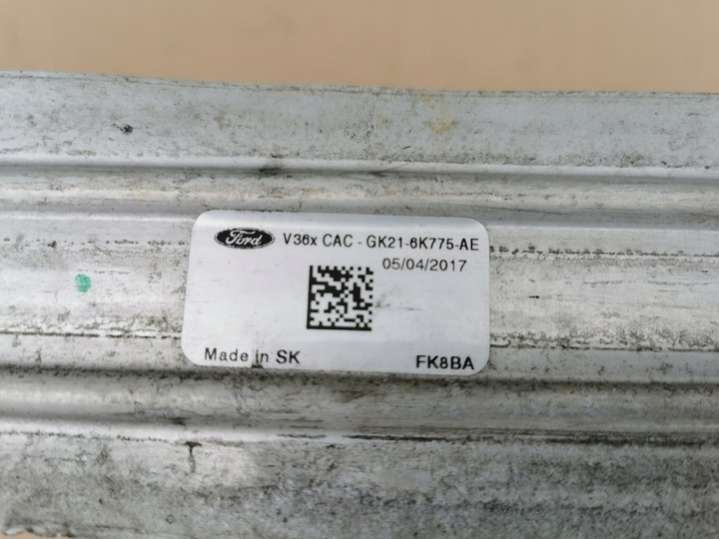 Ford V36x CAC - GK21-6K775-AE
05/04/2017
Made in SK FK8BA